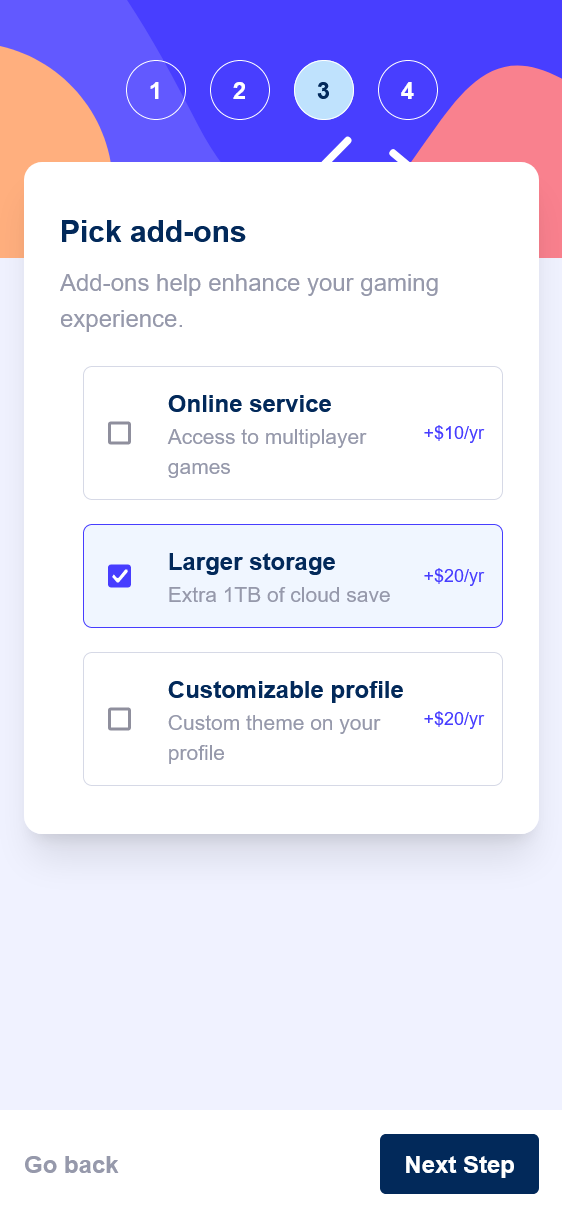 1 2 3 4
Pick add-ons
Add-ons help enhance your gaming
experience.
Online service
Access to multiplayer
games
+$10/yr
Larger storage
Extra 1TB of cloud save
+$20/yr
Customizable profile
Custom theme on your
profile
+$20/yr
Go back
Next Step